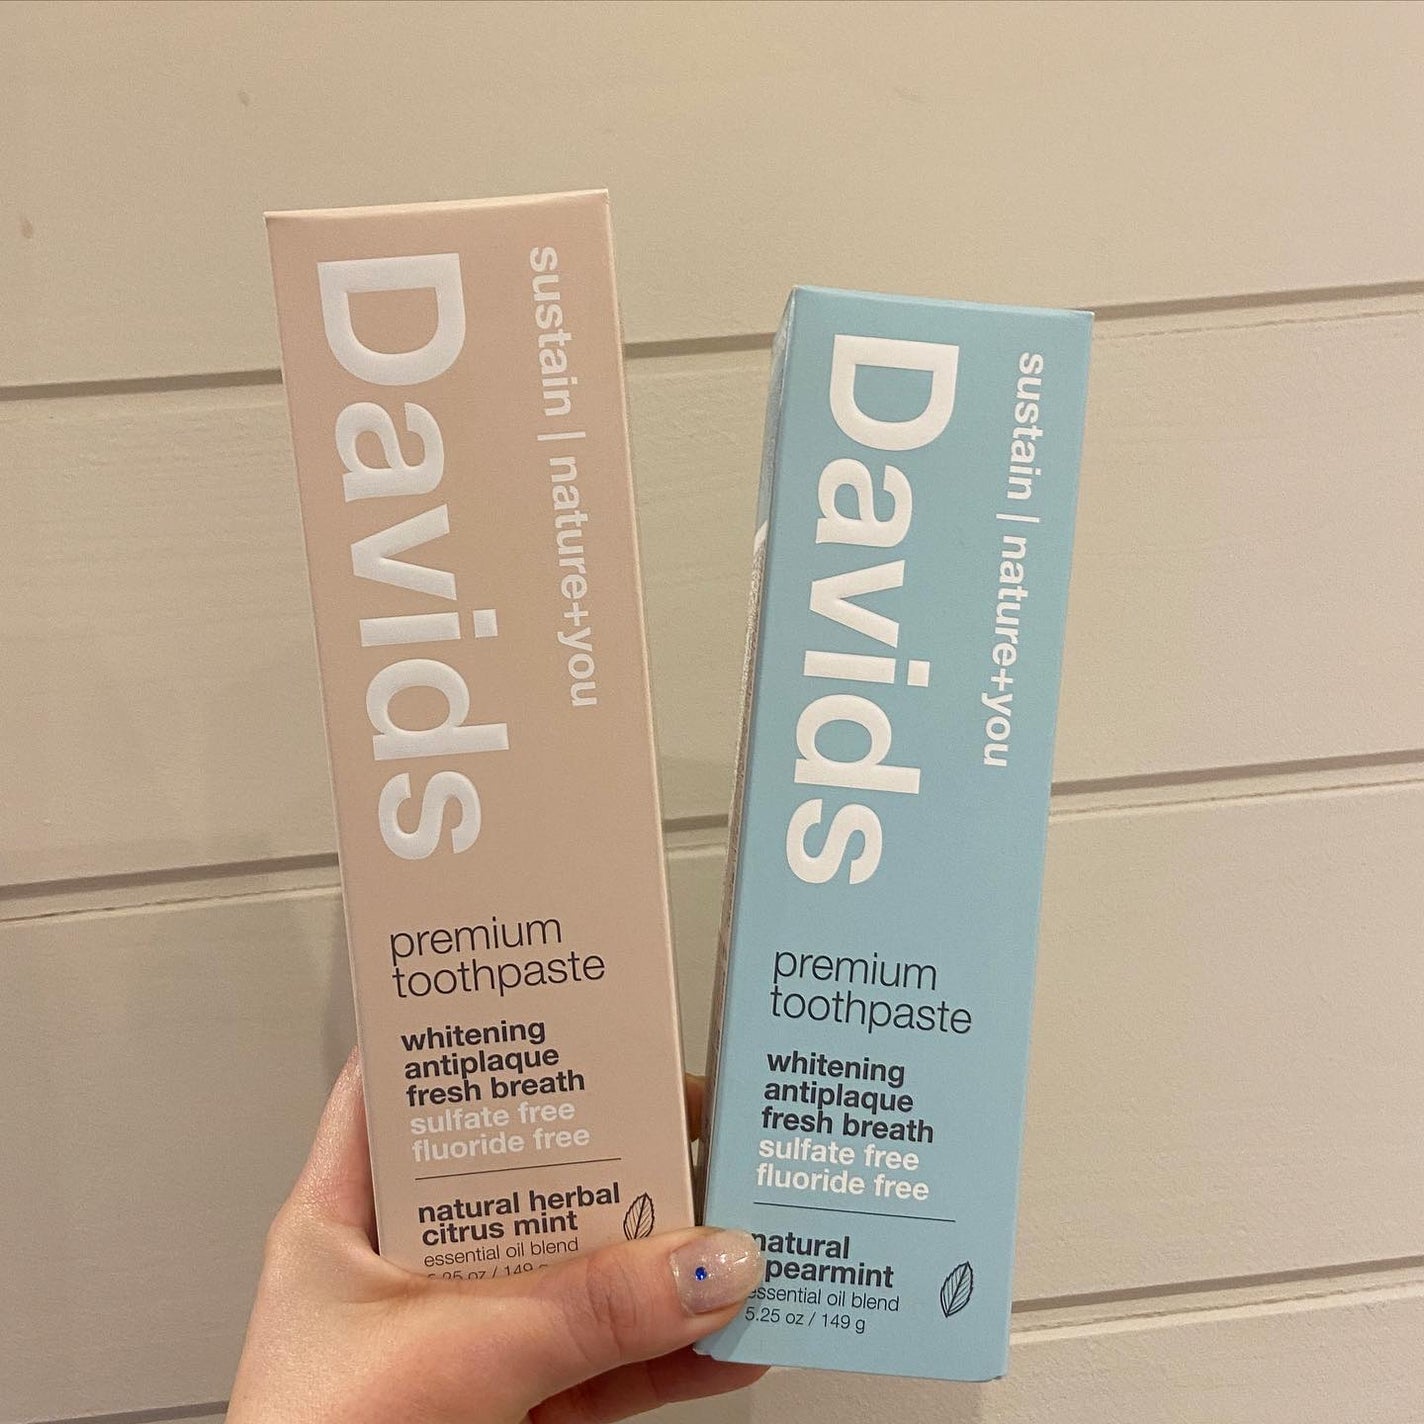 Davids
sustain | nature+you
premium
toothpaste
whitening
antiplaque
fresh breath
sulfate free
fluoride free
natural herbal
citrus mint
essential oil blend
Davids
sustain | nature+you
premium
toothpaste
whitening
antiplaque
fresh breath
sulfate free
fluoride free
natural
spearmint
essential oil blend
5.25 oz / 149 g